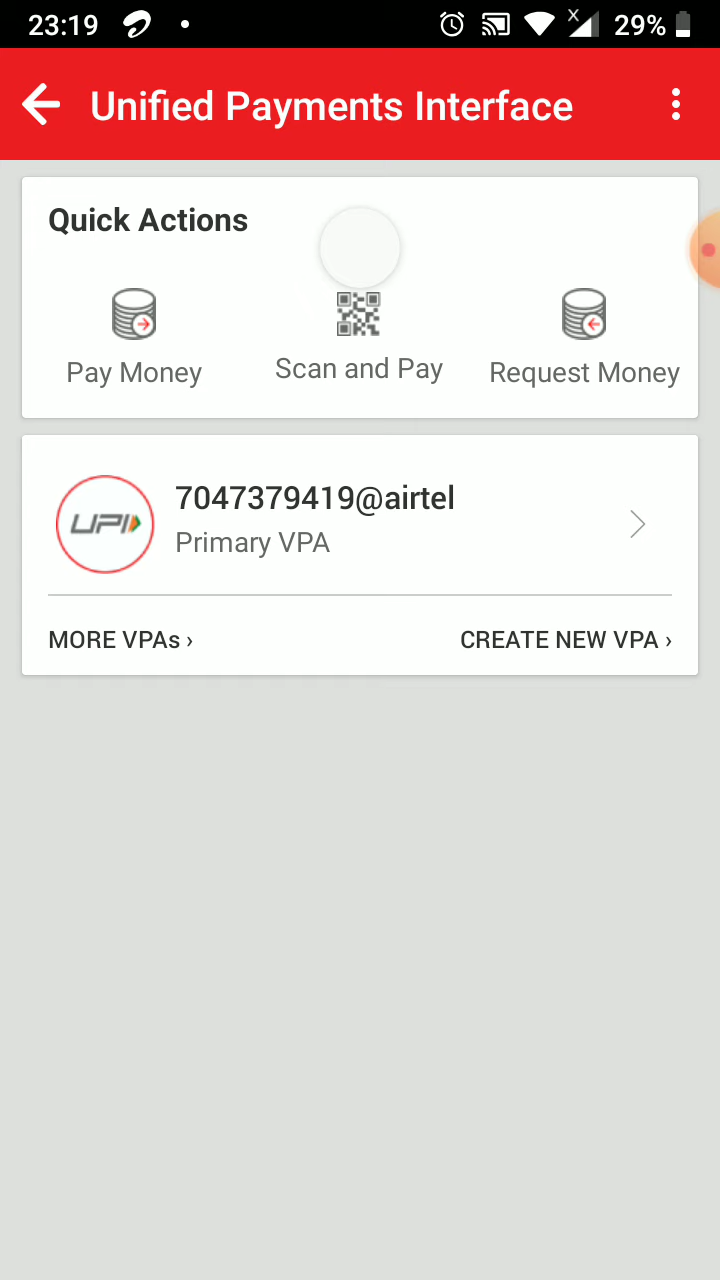 23:19
29%
Unified Payments Interface
Quick Actions
Pay Money
Scan and Pay
Request Money
UPI
7047379419@airtel
Primary VPA
MORE VPAs ›
CREATE NEW VPA ›